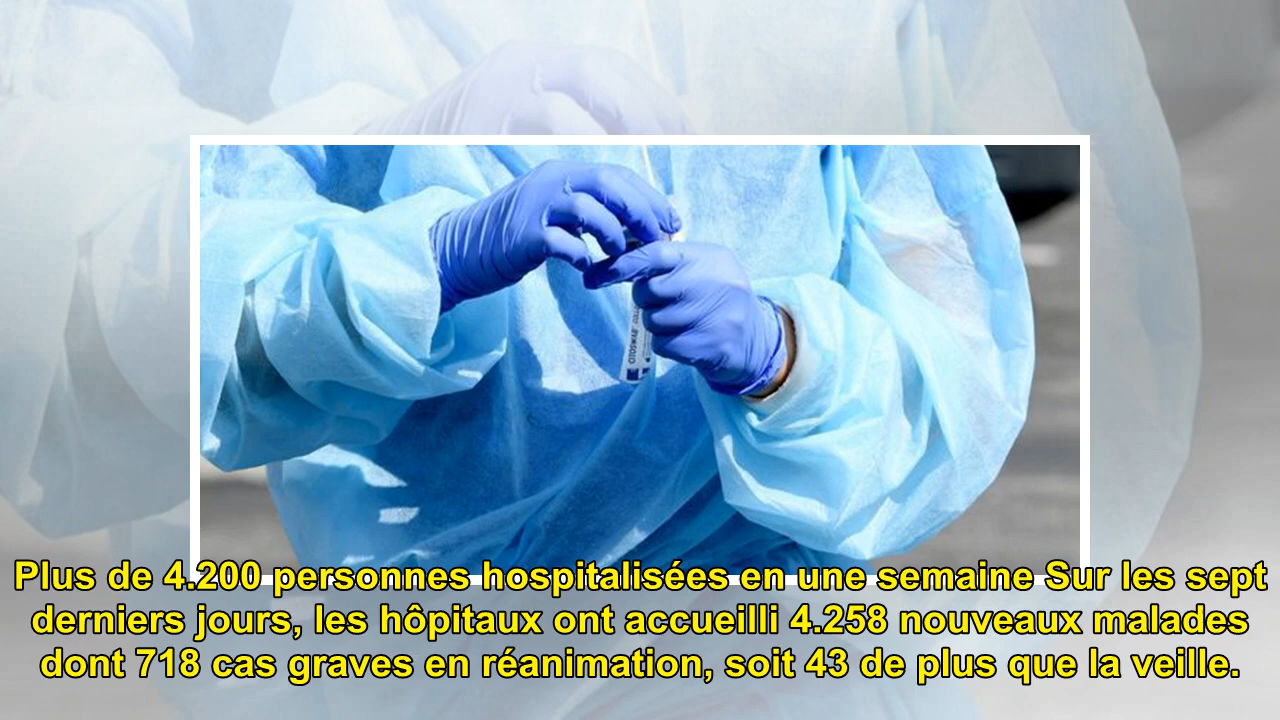 CITOSWAB
Plus de 4.200 personnes hospitalisées en une semaine Sur les sept
derniers jours, les hôpitaux ont accueilli 4.258 nouveaux malades
dont 718 cas graves en réanimation, soit 43 de plus que la veille.